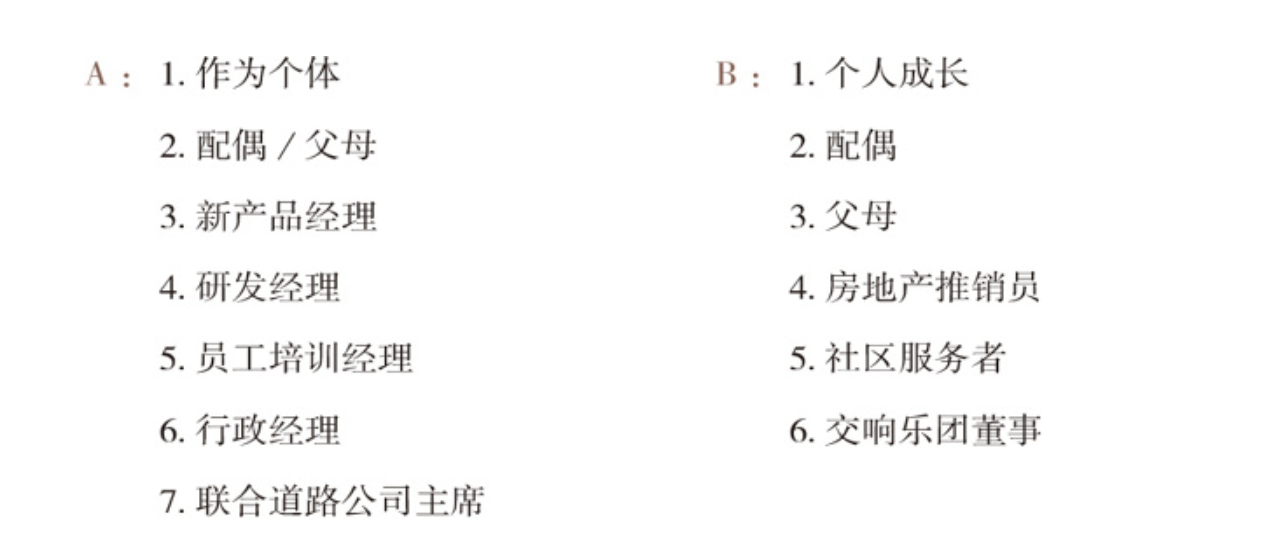 A：1. 作为个体
2. 配偶 / 父母
3. 新产品经理
4. 研发经理
5. 员工培训经理
6. 行政经理
7. 联合道路公司主席
B：1. 个人成长
2. 配偶
3. 父母
4. 房地产推销员
5. 社区服务者
6. 交响乐团董事